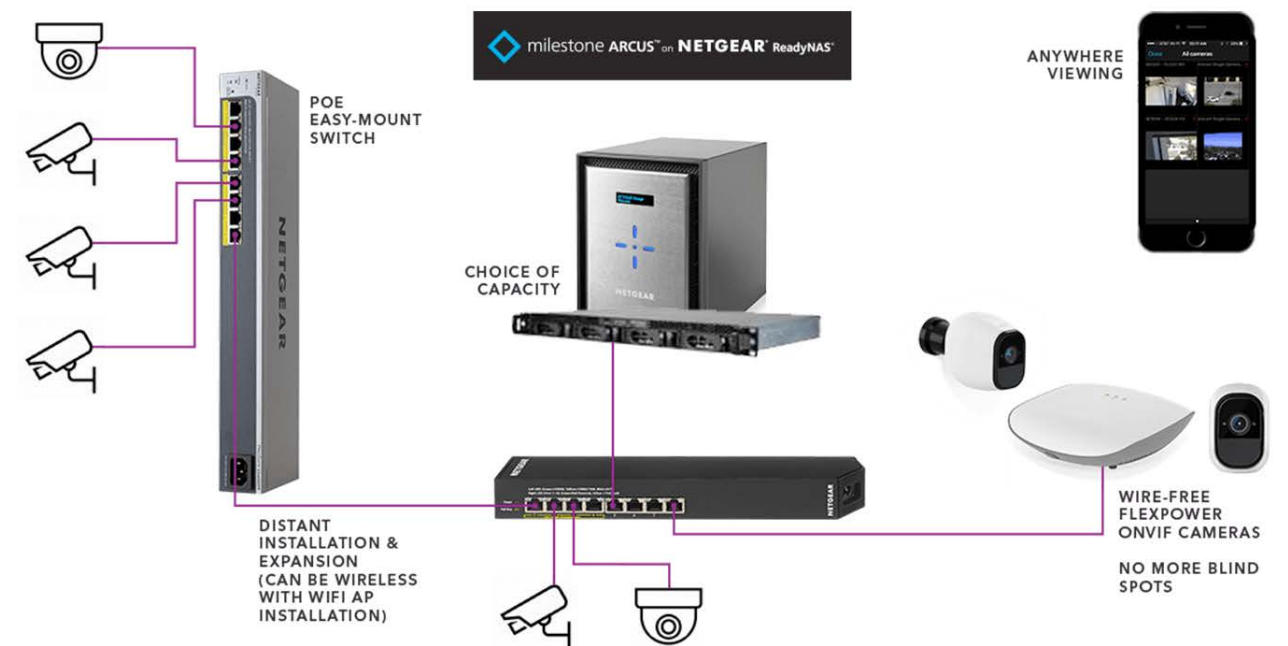 milestone ARCUS™ on NETGEAR® ReadyNAS®
ANYWHERE
VIEWING
Done
All cameras
POE
EASY-MOUNT
SWITCH
NETGEAR
CHOICE OF
CAPACITY
NETGEAR
NETGEAR
NETGEAR
DISTANT
INSTALLATION &
EXPANSION
(CAN BE WIRELESS
WITH WIFI AP
INSTALLATION)
WIRE-FREE
FLEXPOWER
ONVIF CAMERAS
NO MORE BLIND
SPOTS